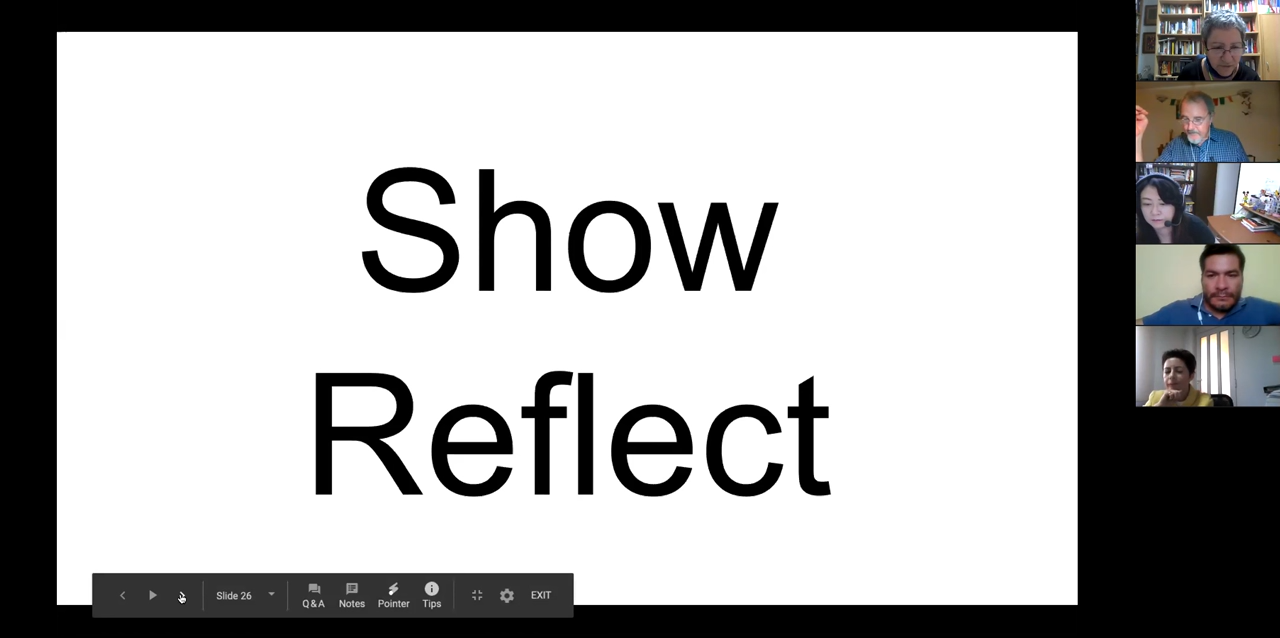 Show
Reflect
Slide 26
Q&A
Notes
Pointer
Tips
EXIT